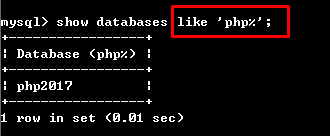 mysql> show databases like 'php%';
+----------------+
¦ Database (php%) ¦
+----------------+
¦ php2017 ¦
+----------------+
1 row in set (0.01 sec)